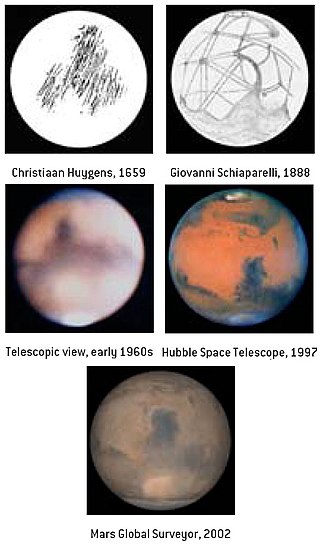 Christiaan Huygens, 1659
Giovanni Schiaparelli, 1888
Telescopic view, early 1960s
Hubble Space Telescope, 1997
Mars Global Surveyor, 2002